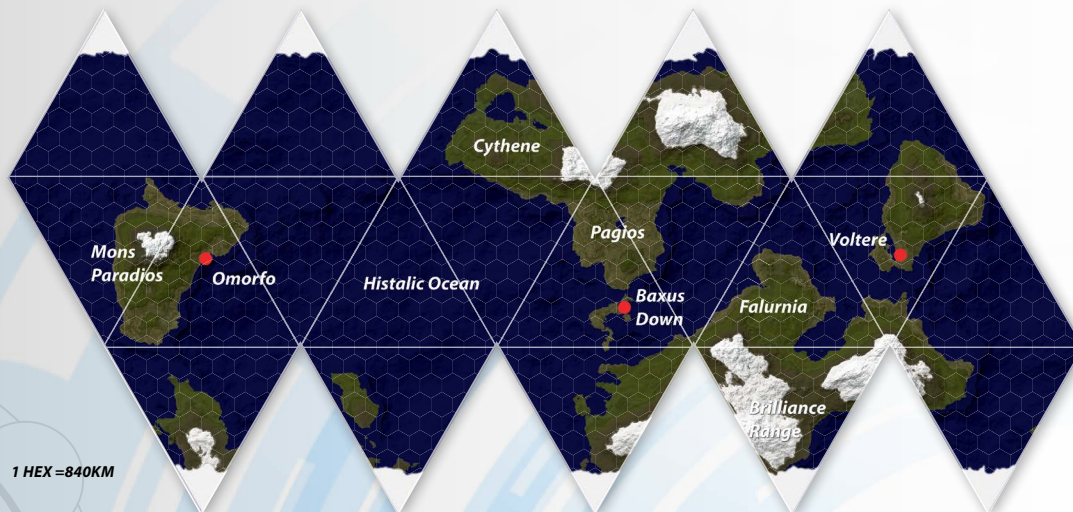 Cythene
Pagios
Mons
Paradios
Omorfo
Histalic Ocean
Voltere
Baxus
Down
Falurnia
Brilliance
Range
1 HEX =840KM